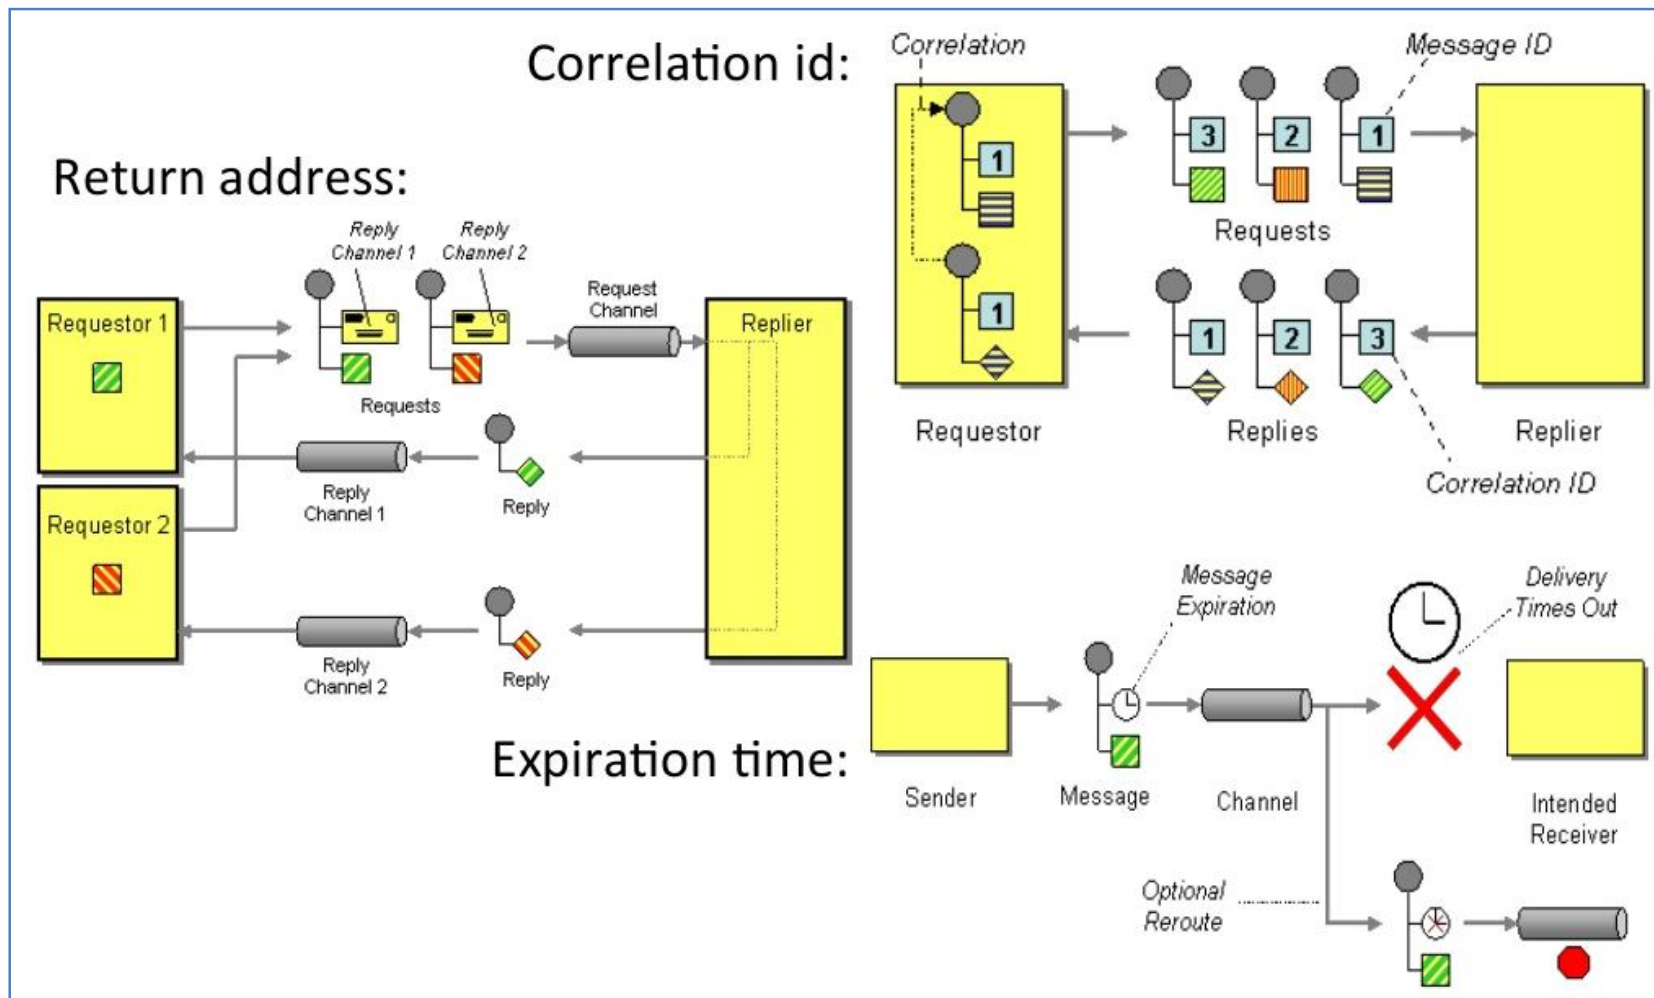 Correlation id:
Correlation
Message ID
3
2
1
1
Requests
1
1
2
3
Requestor
Replies
Replier
Correlation ID
Return address:
Reply
Channel 1
Reply
Channel 2
Request
Channel
Requestor 1
Replier
Requests
Reply
Channel 1
Reply
Requestor 2
Reply
Channel 2
Reply
Expiration time:
Message
Expiration
Delivery
Times Out
Sender
Message
Channel
Intended
Receiver
Optional
Reroute